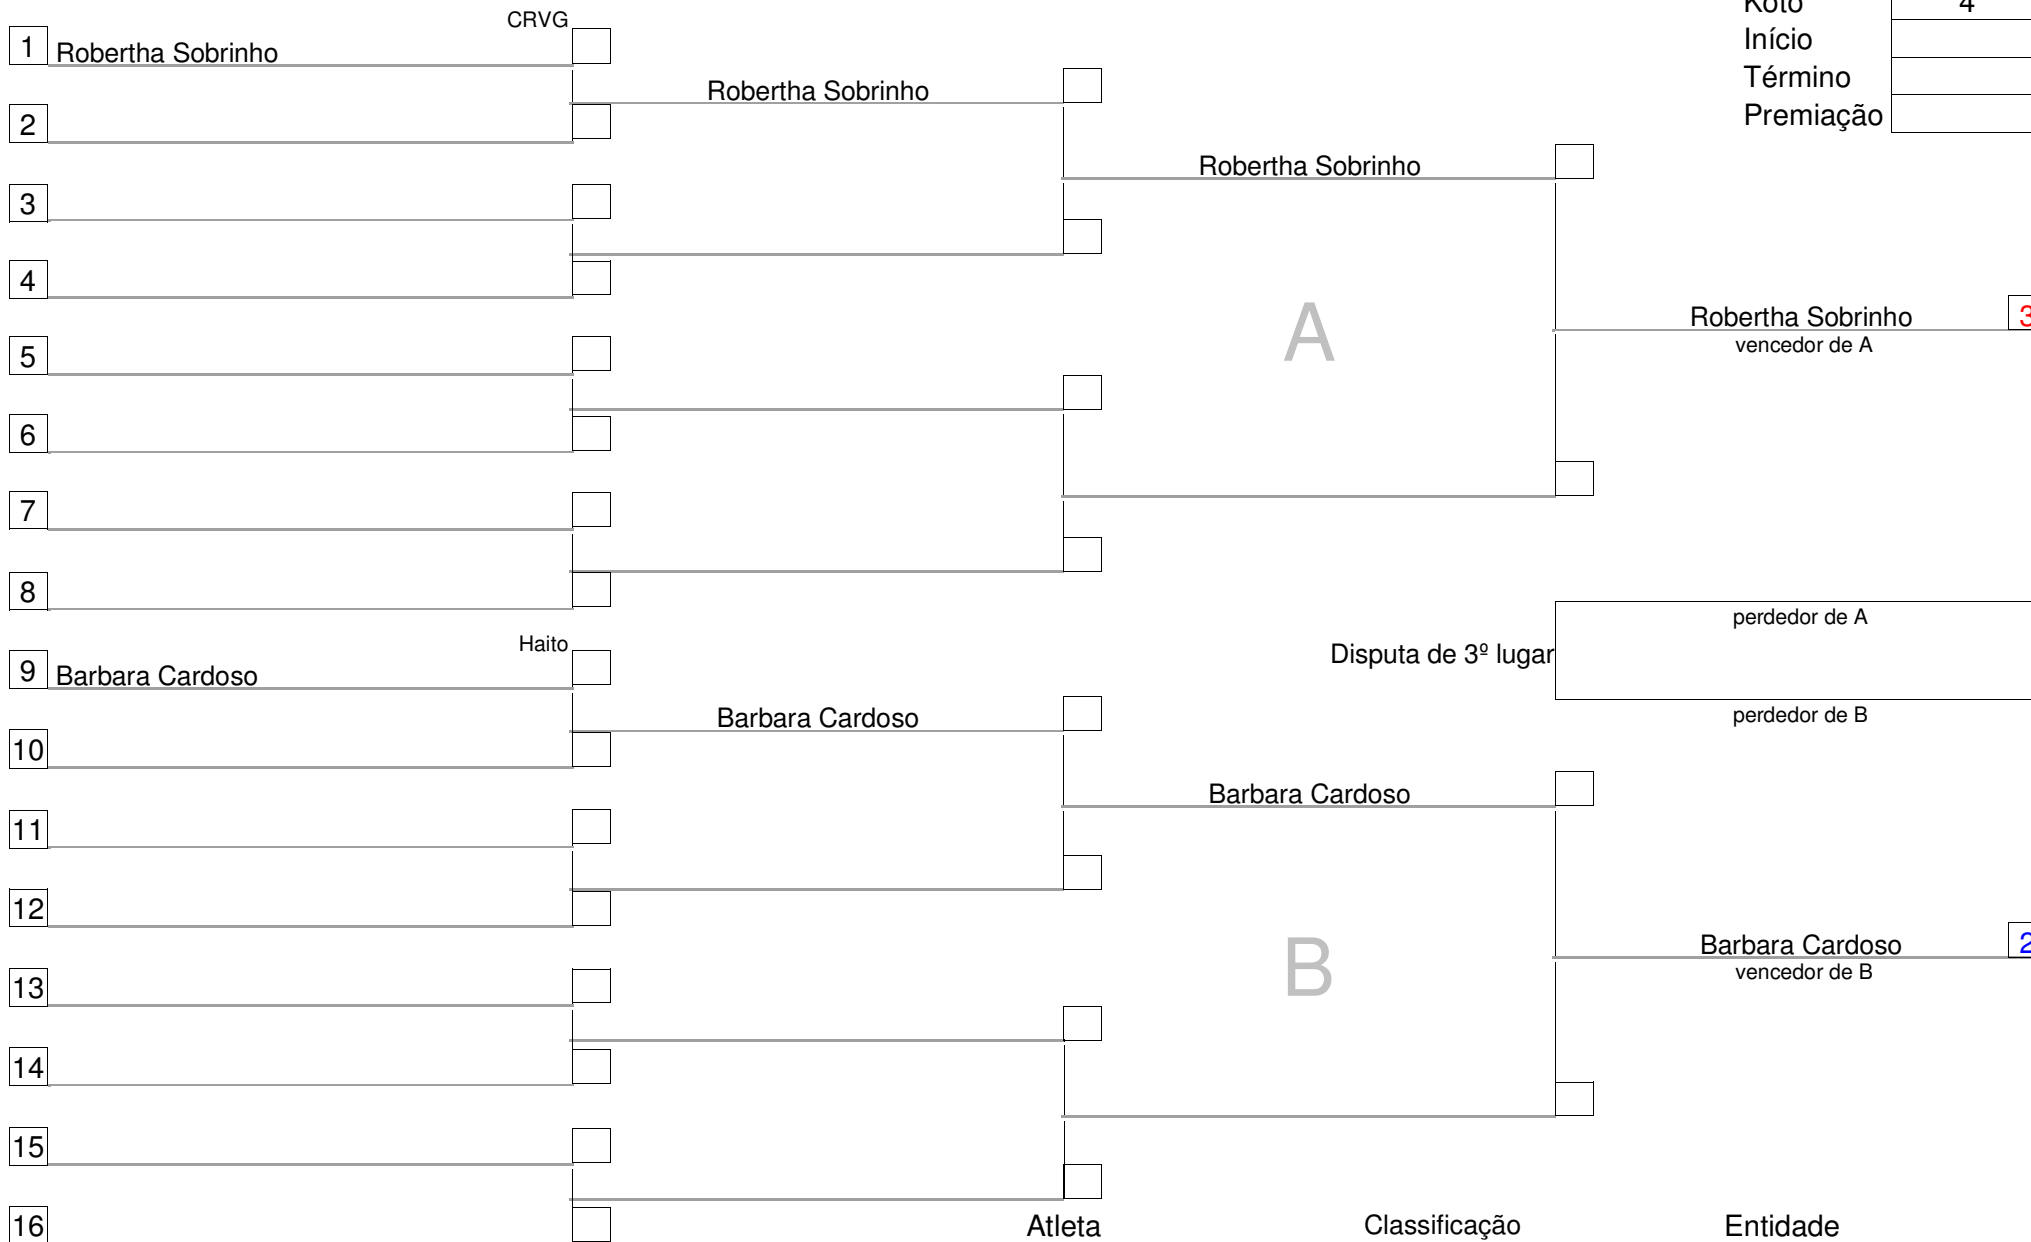 CRVG
Koto 4
1 Robertha Sobrinho
Início
Término
Robertha Sobrinho
Premiação
2
Robertha Sobrinho
3
4
A
Robertha Sobrinho 3
vencedor de A
5
6
7
8
perdedor de A
Haito
Disputa de 3º lugar
9 Barbara Cardoso
perdedor de B
Barbara Cardoso
10
Barbara Cardoso
11
12
B
Barbara Cardoso 2
vencedor de B
13
14
15
16
Atleta Classificação Entidade